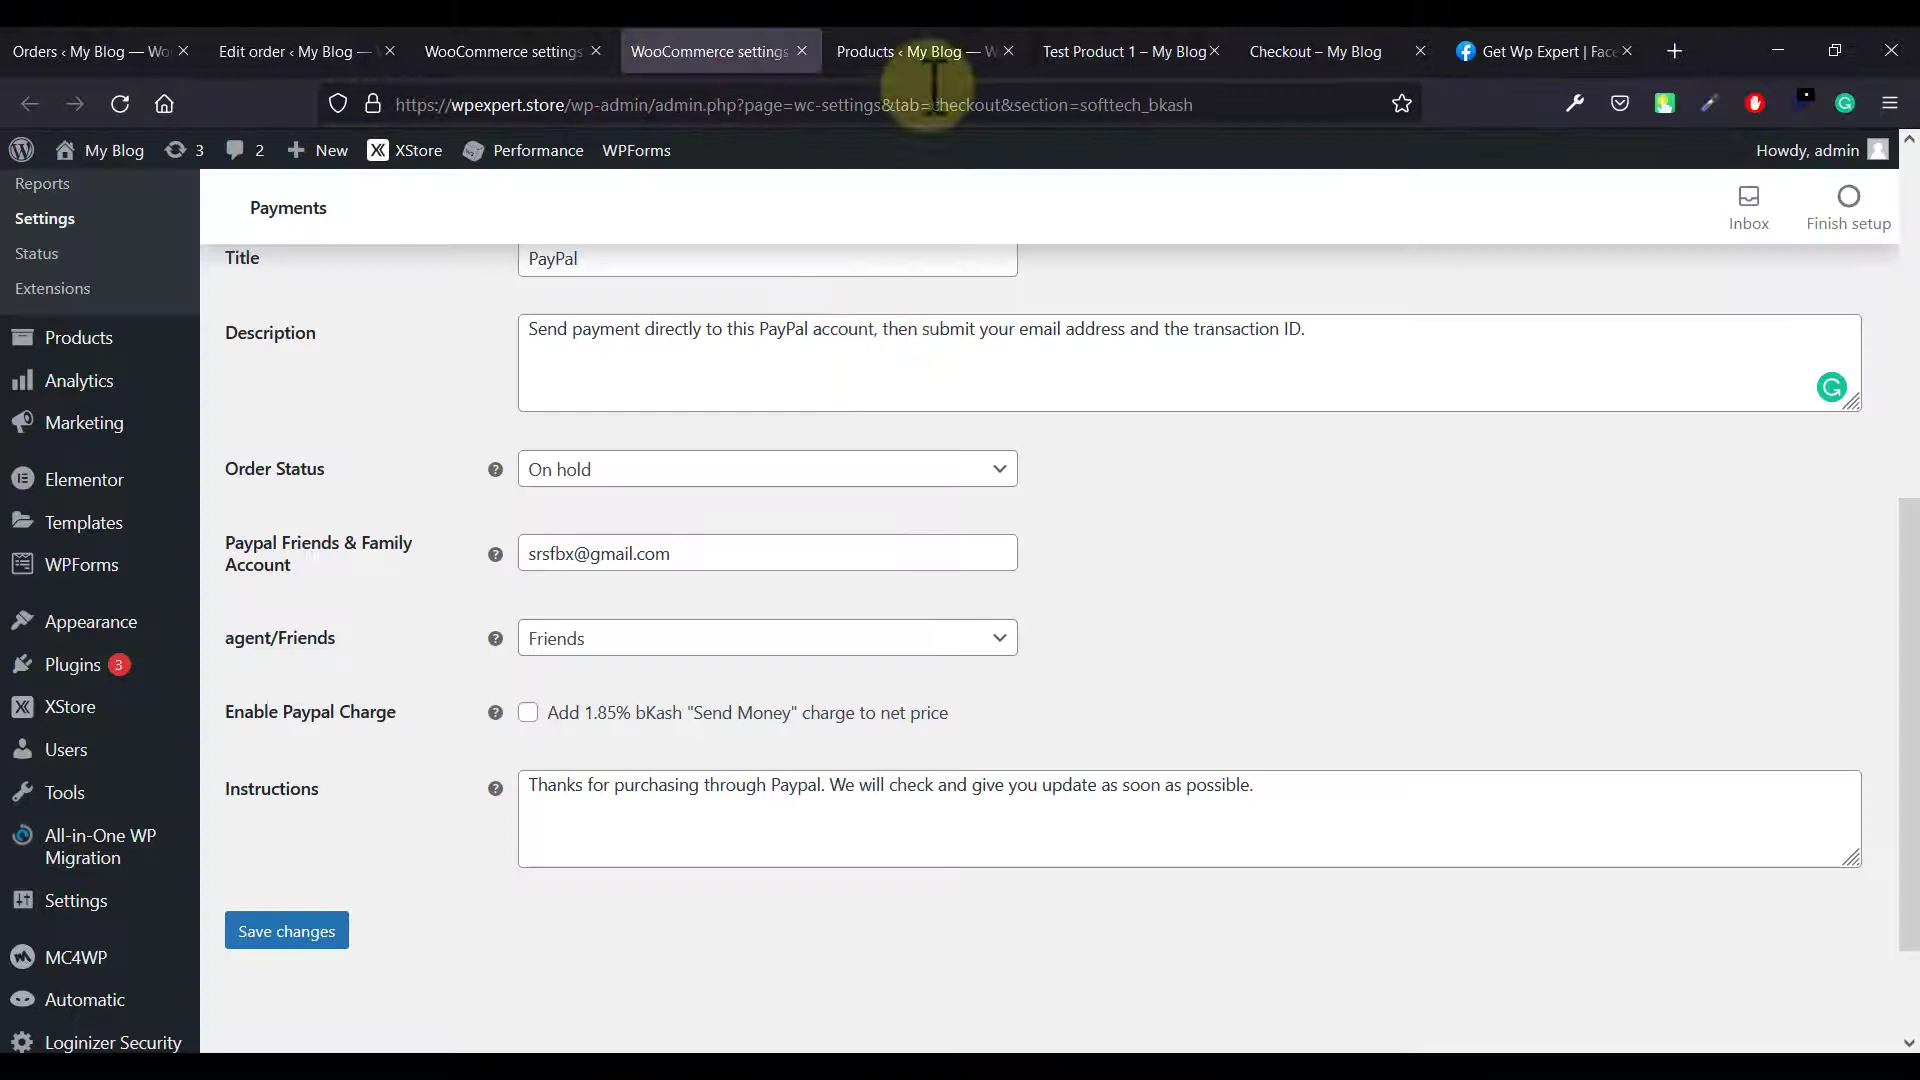 Orders ‹ My Blog — Wo
Edit order ‹ My Blog —
WooCommerce settings
WooCommerce settings
Products ‹ My Blog — W
Test Product 1 – My Blog
Checkout – My Blog
Get Wp Expert | Face
https://wpexpert.store/wp-admin/admin.php?page=wc-settings&tab=checkout&section=softtech_bkash
My Blog
3
2
New
XStore
Performance
WPForms
Howdy, admin
Reports
Settings
Status
Extensions
Products
Analytics
Marketing
Elementor
Templates
WPForms
Appearance
Plugins 3
XStore
Users
Tools
All-in-One WP
Migration
Settings
MC4WP
Automatic
Loginizer Security
Payments
Inbox
Finish setup
Title
PayPal
Description
Send payment directly to this PayPal account, then submit your email address and the transaction ID.
Order Status
On hold
Paypal Friends & Family
Account
srsfbx@gmail.com
agent/Friends
Friends
Enable Paypal Charge
Add 1.85% bKash "Send Money" charge to net price
Instructions
Thanks for purchasing through Paypal. We will check and give you update as soon as possible.
Save changes